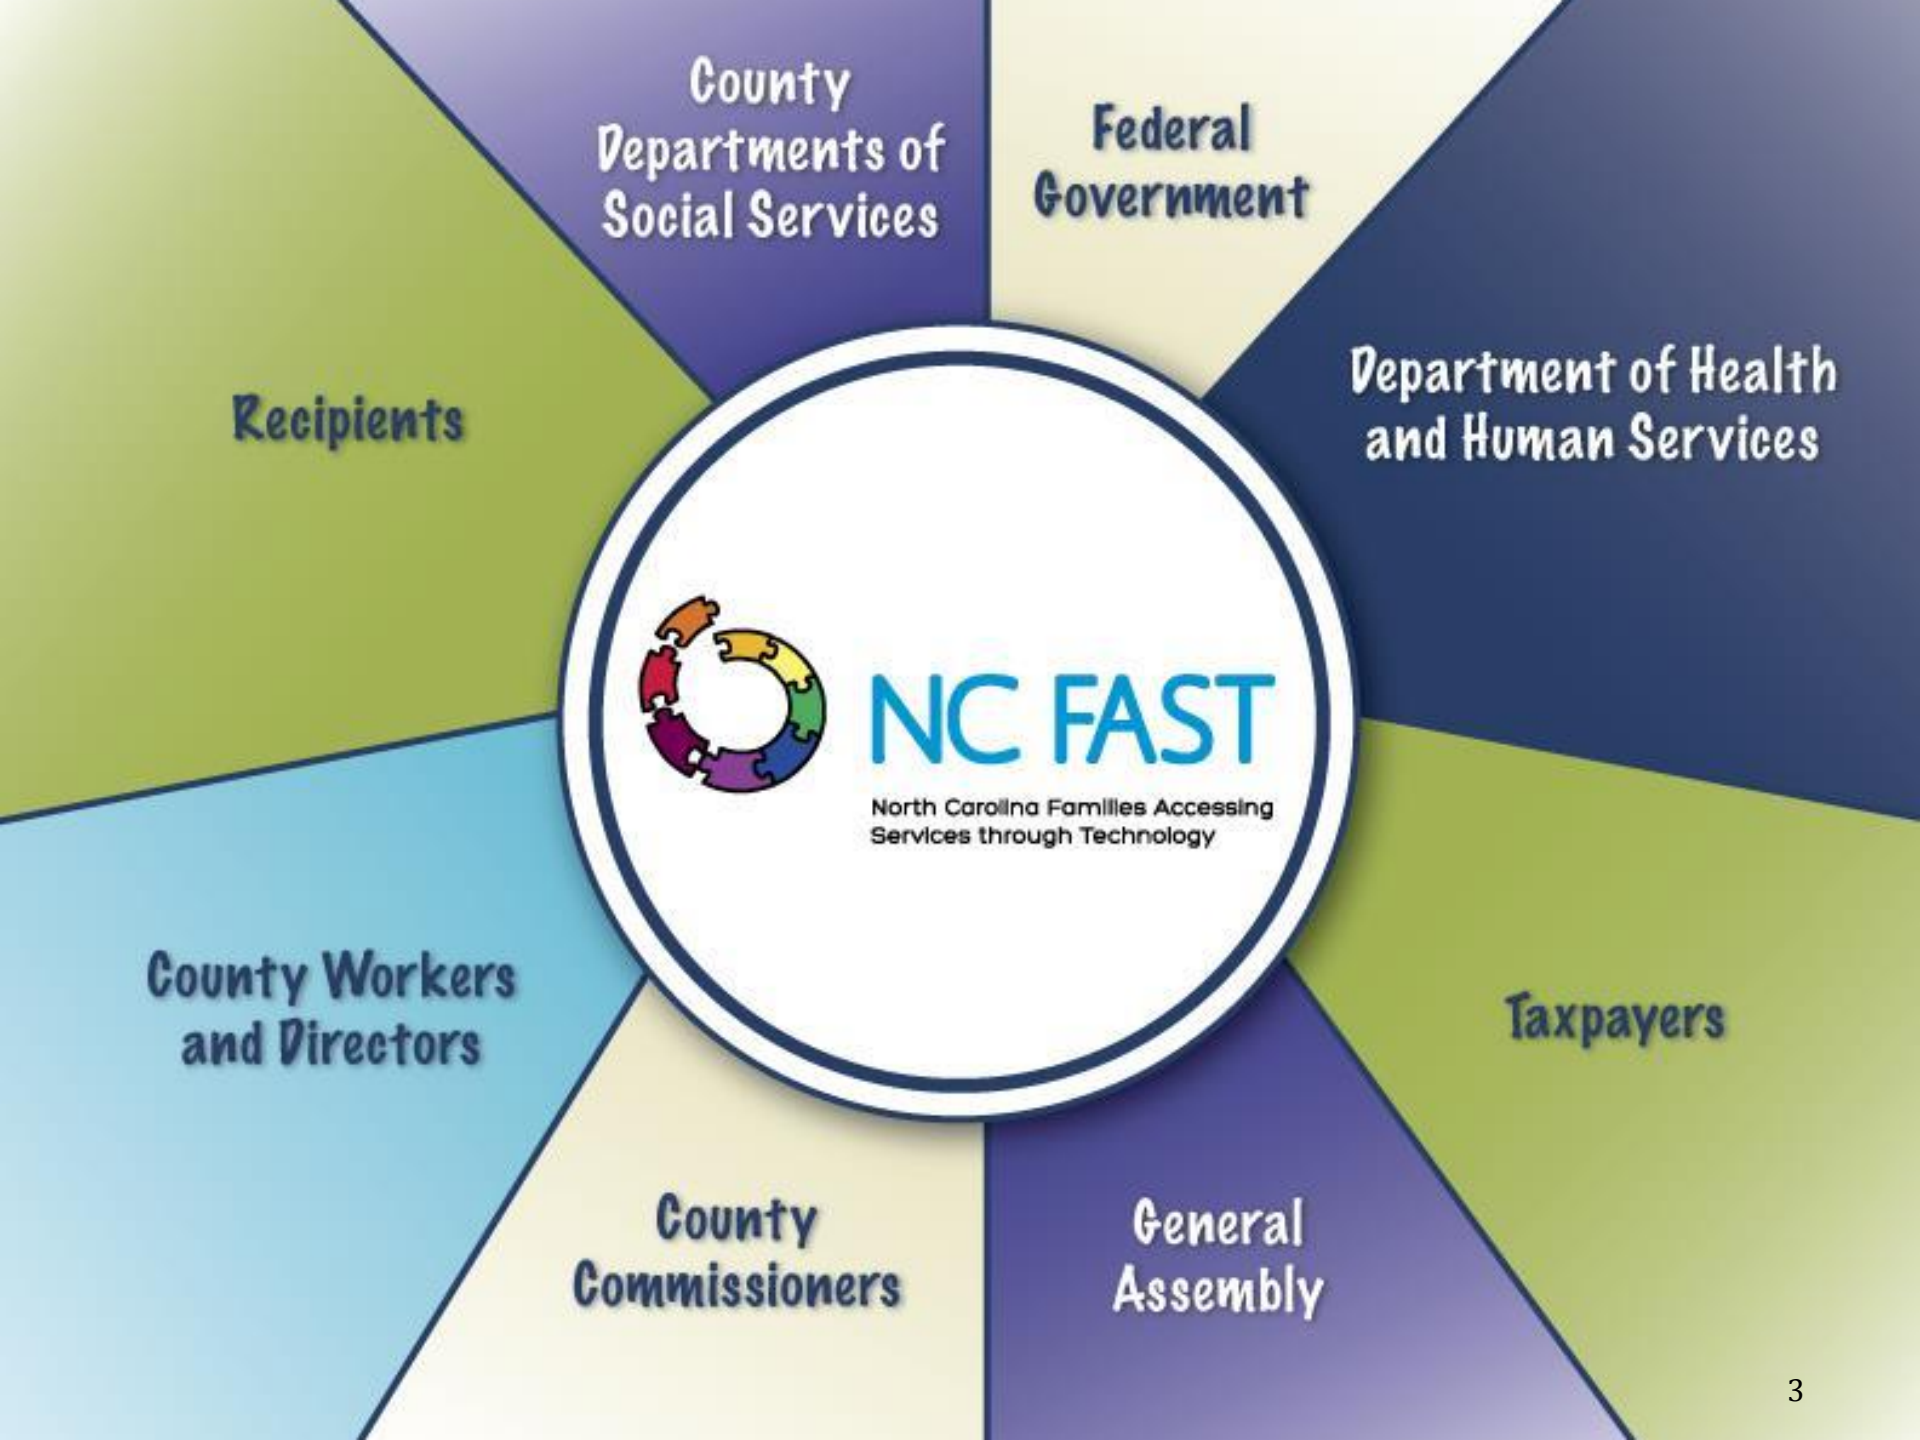 County
Departments of
Social Services
Federal
Government
Department of Health
and Human Services
Recipients
NC FAST
North Carolina Families Accessing
Services through Technology
County Workers
and Directors
Taxpayers
County
Commissioners
General
Assembly
3